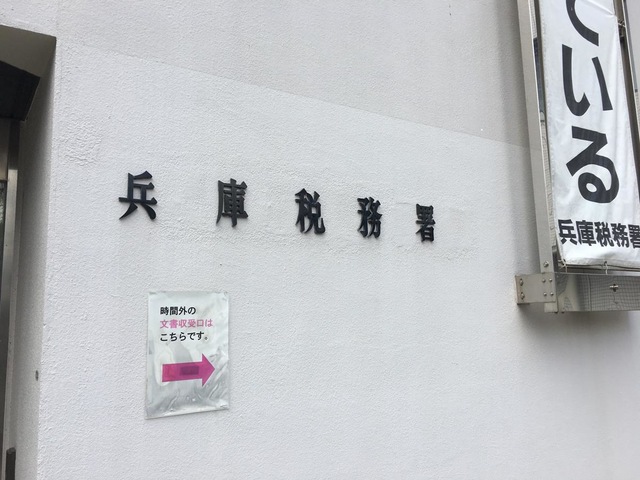 兵庫税務署
時間外の
文書収受口は
こちらです。
ている
兵庫税務署